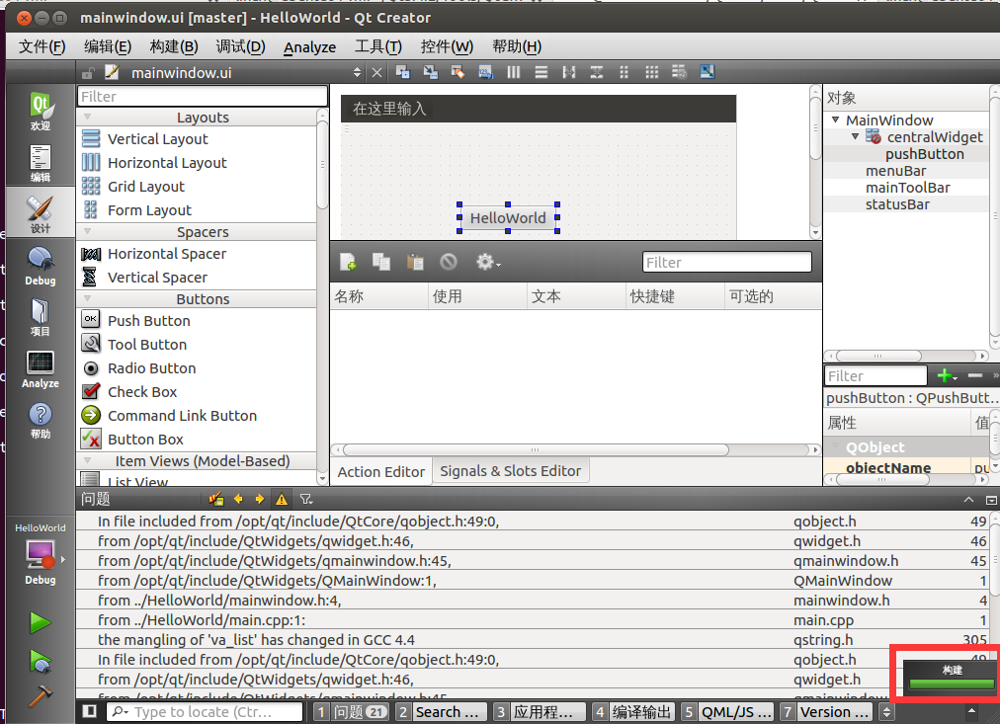 mainwindow.ui [master] - HelloWorld - Qt Creator
文件(F) 编辑(E) 构建(B) 调试(D) Analyze 工具(T) 控件(W) 帮助(H)
mainwindow.ui
欢迎
编辑
设计
Debug
项目
Analyze
帮助
HelloWorld
Debug
Filter
Layouts
Vertical Layout
Horizontal Layout
Grid Layout
Form Layout
Spacers
Horizontal Spacer
Vertical Spacer
Buttons
OK Push Button
Tool Button
Radio Button
Check Box
Command Link Button
Button Box
Item Views (Model-Based)
List View
在这里输入
HelloWorld
Filter
名称 使用 文本 快捷键 可选的
Action Editor Signals & Slots Editor
对象
MainWindow
centralWidget
pushButton
menuBar
mainToolBar
statusBar
Filter
pushButton : QPushButt...
属性 值
QObject
objectName pu
问题
In file included from /opt/qt/include/QtCore/qobject.h:49:0, qobject.h 49
from /opt/qt/include/QtWidgets/qwidget.h:46, qwidget.h 46
from /opt/qt/include/QtWidgets/qmainwindow.h:45, qmainwindow.h 45
from /opt/qt/include/QtWidgets/QMainWindow:1, QMainWindow 1
from ../HelloWorld/mainwindow.h:4, mainwindow.h 4
from ../HelloWorld/main.cpp:1: main.cpp 1
the mangling of 'va_list' has changed in GCC 4.4 qstring.h 305
In file included from /opt/qt/include/QtCore/qobject.h:49:0, qobject.h 49
from /opt/qt/include/QtWidgets/qwidget.h:46, qwidget.h
from /opt/qt/include/QtWidgets/qmainwindow.h:45, qmainwindow.h
构建
Type to locate (Ctr... 1 问题 21 2 Search ... 3 应用程... 4 编译输出 5 QML/JS ... 7 Version ...